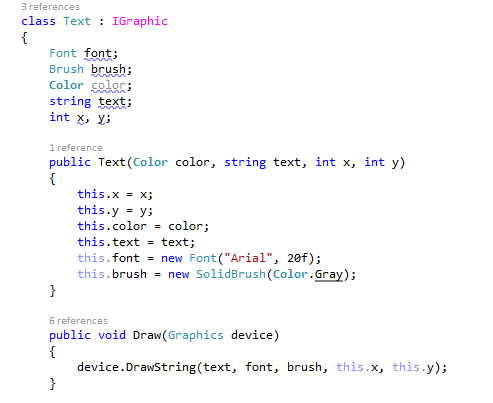 3 references
class Text : IGraphic
{
    Font font;
    Brush brush;
    Color color;
    string text;
    int x, y;
    1 reference
    public Text(Color color, string text, int x, int y)
    {
        this.x = x;
        this.y = y;
        this.color = color;
        this.text = text;
        this.font = new Font("Arial", 20f);
        this.brush = new SolidBrush(Color.Gray);
    }
    6 references
    public void Draw(Graphics device)
    {
        device.DrawString(text, font, brush, this.x, this.y);
    }